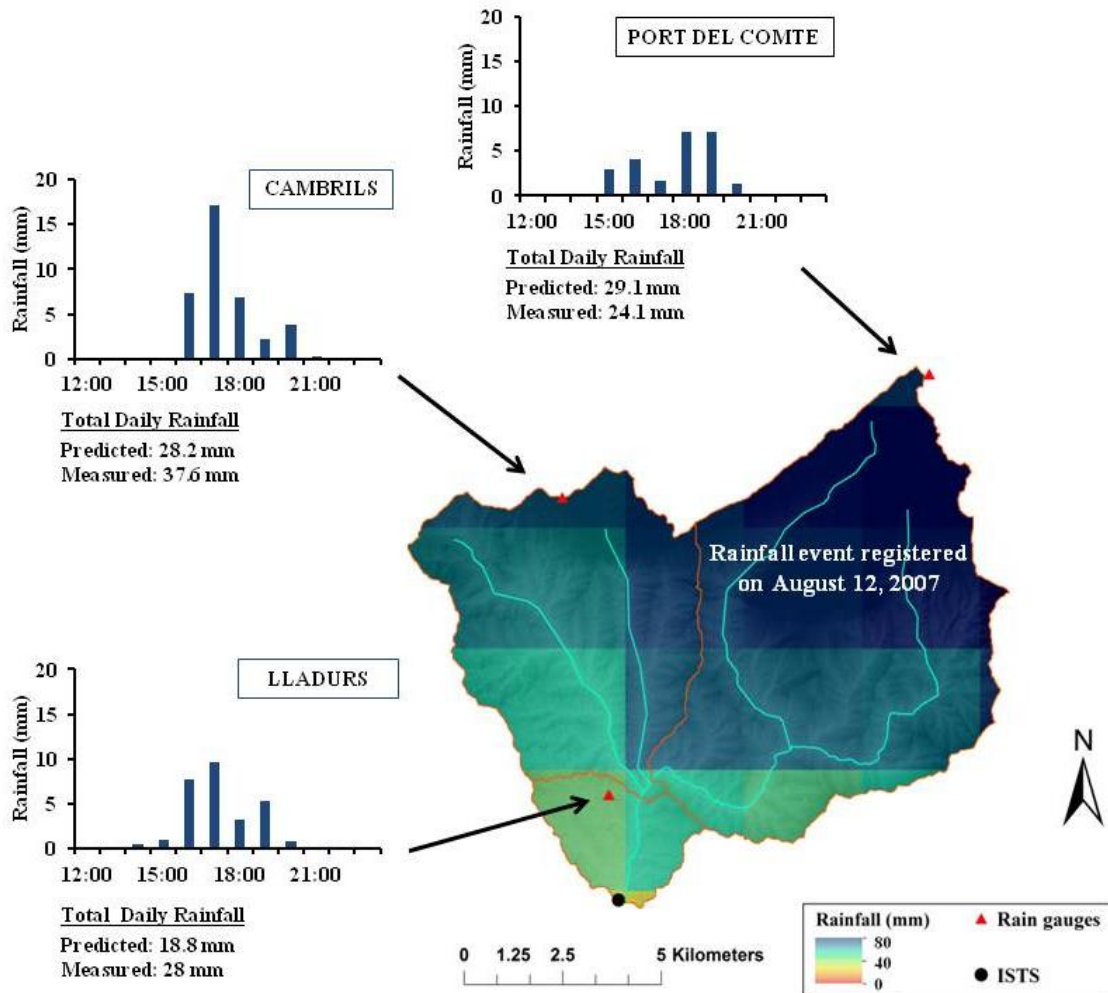 PORT DEL COMTE
Rainfall (mm)
20
15
10
5
0
12:00 15:00 18:00 21:00
Total Daily Rainfall
Predicted: 29.1 mm
Measured: 24.1 mm
CAMBRILS
Rainfall (mm)
20
15
10
5
0
12:00 15:00 18:00 21:00
Total Daily Rainfall
Predicted: 28.2 mm
Measured: 37.6 mm
Rainfall event registered
on August 12, 2007
LLADURS
Rainfall (mm)
20
15
10
5
0
12:00 15:00 18:00 21:00
Total Daily Rainfall
Predicted: 18.8 mm
Measured: 28 mm
N
0 1.25 2.5 5 Kilometers
Rainfall (mm)
80
40
0
Rain gauges
ISTS